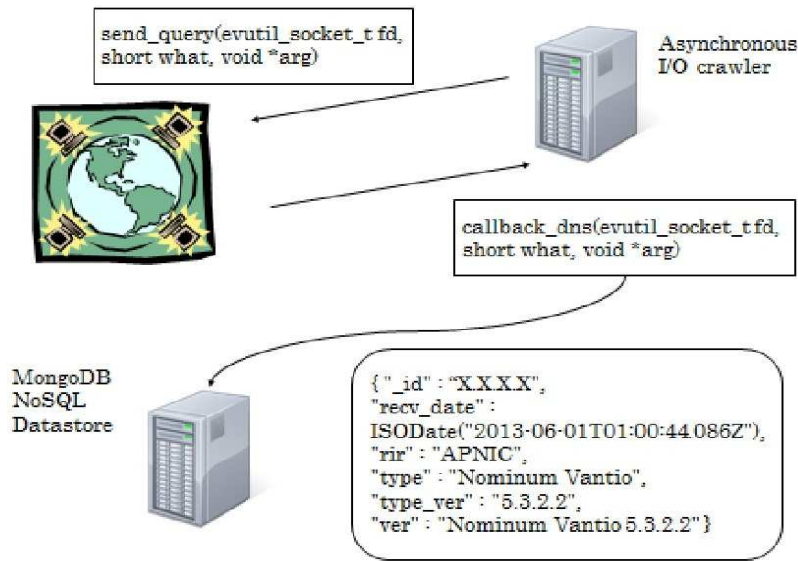 send_query(evutil_socket_t fd,
short what, void *arg)
Asynchronous
I/O crawler
callback_dns(evutil_socket_t fd,
short what, void *arg)
MongoDB
NoSQL
Datastore
{ "_id" : "X.X.X.X",
"recv_date" :
ISODate("2013-06-01T01:00:44.086Z"),
"rir" : "APNIC",
"type" : "Nominum Vantio",
"type_ver" : "5.3.2.2",
"ver" : "Nominum Vantio 5.3.2.2" }